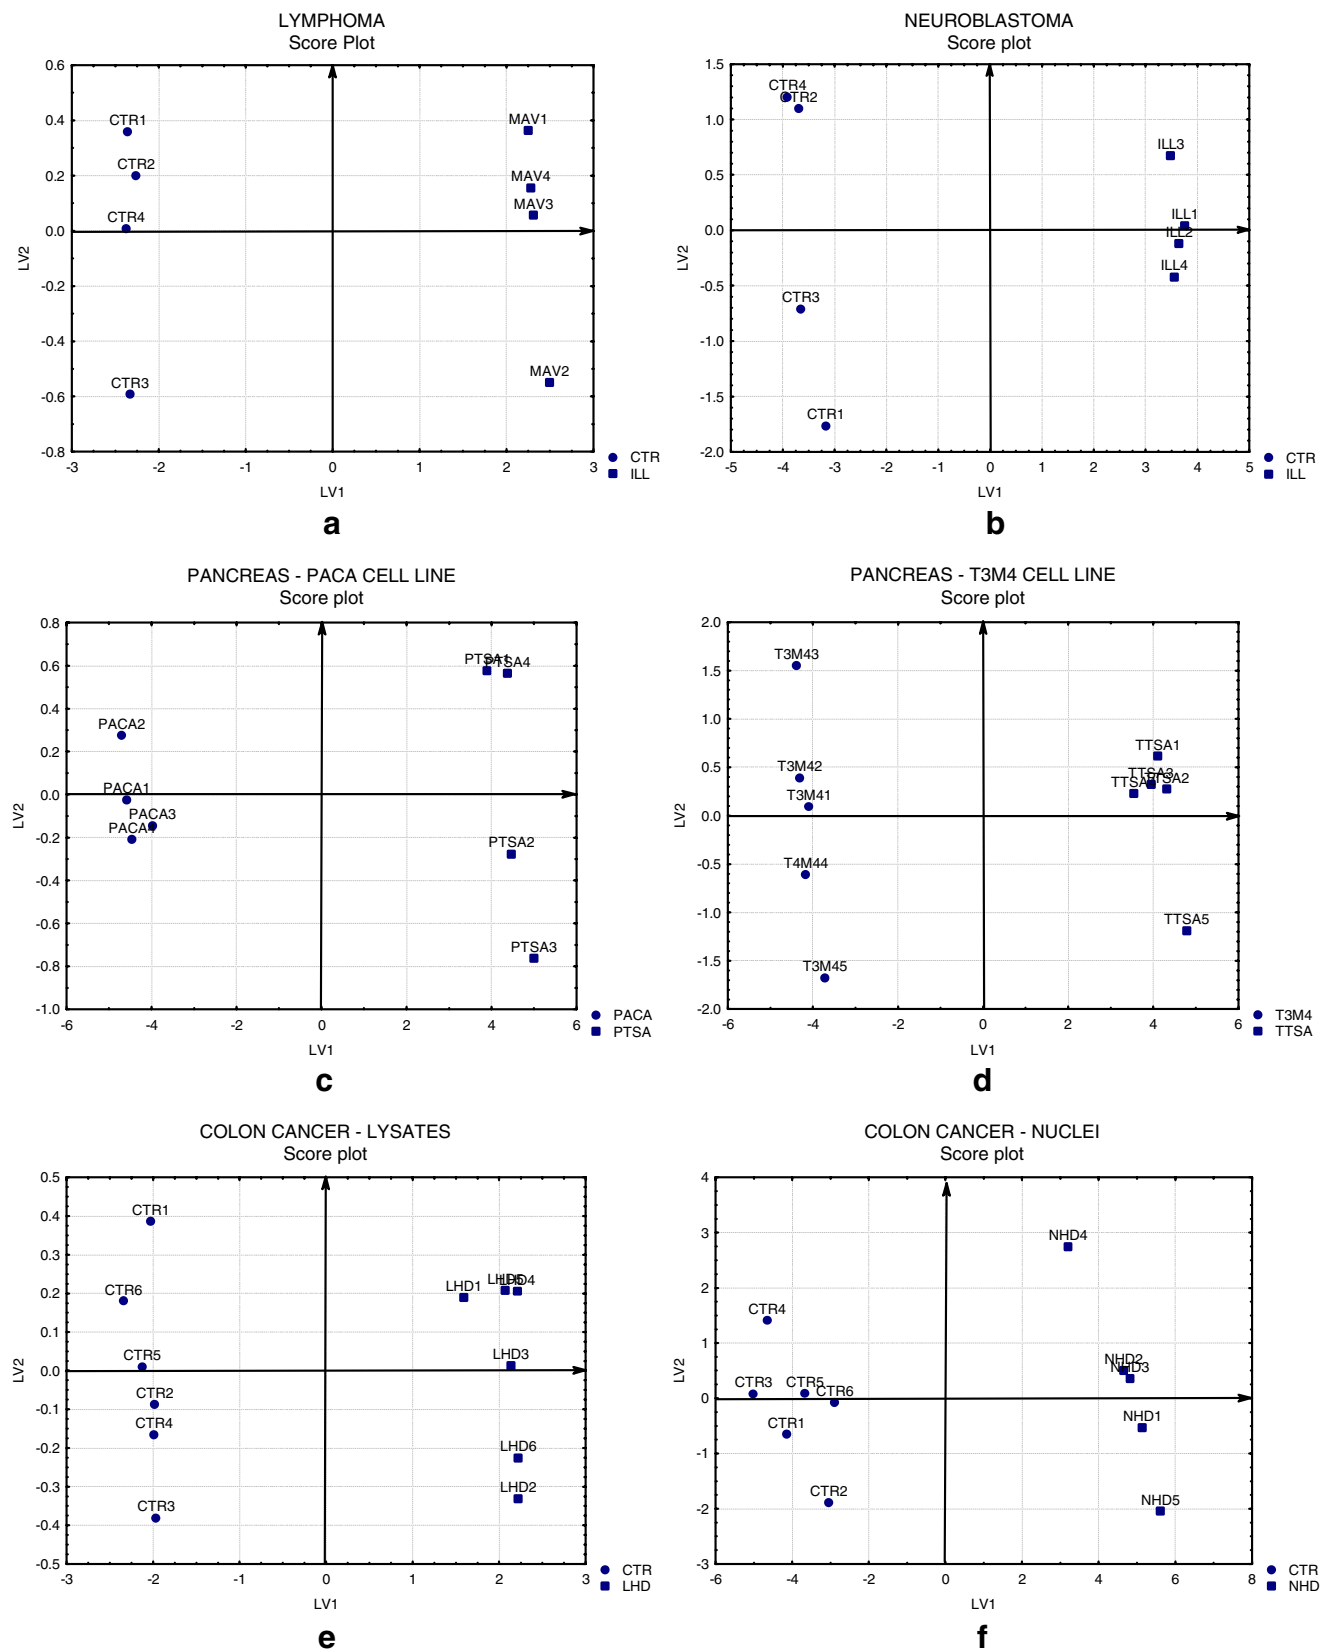 LYMPHOMA
Score Plot
0.6
0.4
0.2
0.0
-0.2
-0.4
-0.6
-0.8
LV2
CTR1
CTR2
CTR4
CTR3
MAV1
MAV4
MAV3
MAV2
-3 -2 -1 0 1 2 3
LV1
CTR
ILL
a
NEUROBLASTOMA
Score plot
1.5
1.0
0.5
0.0
-0.5
-1.0
-1.5
-2.0
LV2
CTR4
CTR2
CTR3
CTR1
ILL3
ILL1
ILL2
ILL4
-5 -4 -3 -2 -1 0 1 2 3 4 5
LV1
CTR
ILL
b
PANCREAS - PACA CELL LINE
Score plot
0.8
0.6
0.4
0.2
0.0
-0.2
-0.4
-0.6
-0.8
-1.0
LV2
PTSA1
PTSA4
PACA2
PACA1
PACA3
PACA4
PTSA2
PTSA3
-6 -4 -2 0 2 4 6
LV1
PACA
PTSA
c
PANCREAS - T3M4 CELL LINE
Score plot
2.0
1.5
1.0
0.5
0.0
-0.5
-1.0
-1.5
-2.0
LV2
T3M43
T3M42
T3M41
T4M44
T3M45
TTSA1
TTSA3
TTSA2
TTSA5
-6 -4 -2 0 2 4 6
LV1
T3M4
TTSA
d
COLON CANCER - LYSATES
Score plot
0.5
0.4
0.3
0.2
0.1
0.0
-0.1
-0.2
-0.3
-0.4
-0.5
LV2
CTR1
CTR6
CTR5
CTR2
CTR4
CTR3
LHD1
LHD5
LHD4
LHD3
LHD6
LHD2
-3 -2 -1 0 1 2 3
LV1
CTR
LHD
e
COLON CANCER - NUCLEI
Score plot
4
3
2
1
0
-1
-2
-3
LV2
NHD4
CTR4
NHD2
NHD3
CTR3
CTR5
CTR6
CTR1
NHD1
CTR2
NHD5
-6 -4 -2 0 2 4 6 8
LV1
CTR
NHD
f